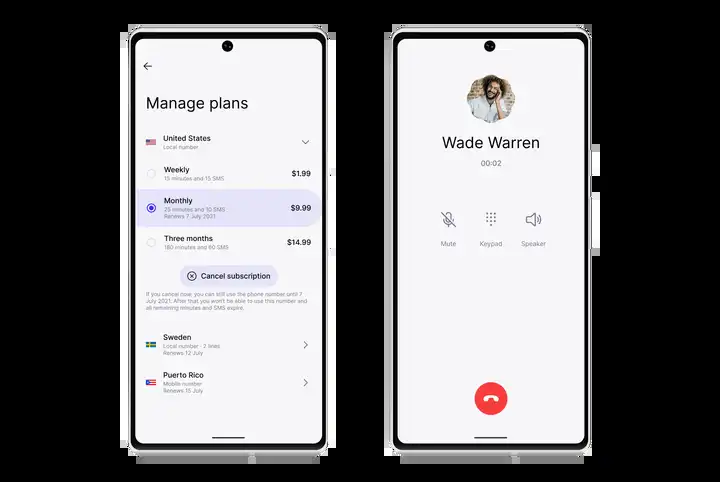 Manage plans
United States
Local number
Weekly
15 minutes and 15 SMS
$1.99
Monthly
25 minutes and 10 SMS
Renews 7 July 2021
$9.99
Three months
180 minutes and 60 SMS
$14.99
Cancel subscription
If you cancel now, you can still use the phone number until 7
July 2021. After that you won't be able to use this number and
all remaining minutes and SMS expire.
Sweden
Local number · 2 lines
Renews 12 July
Puerto Rico
Mobile number
Renews 15 July
Wade Warren
00:02
Mute
Keypad
Speaker